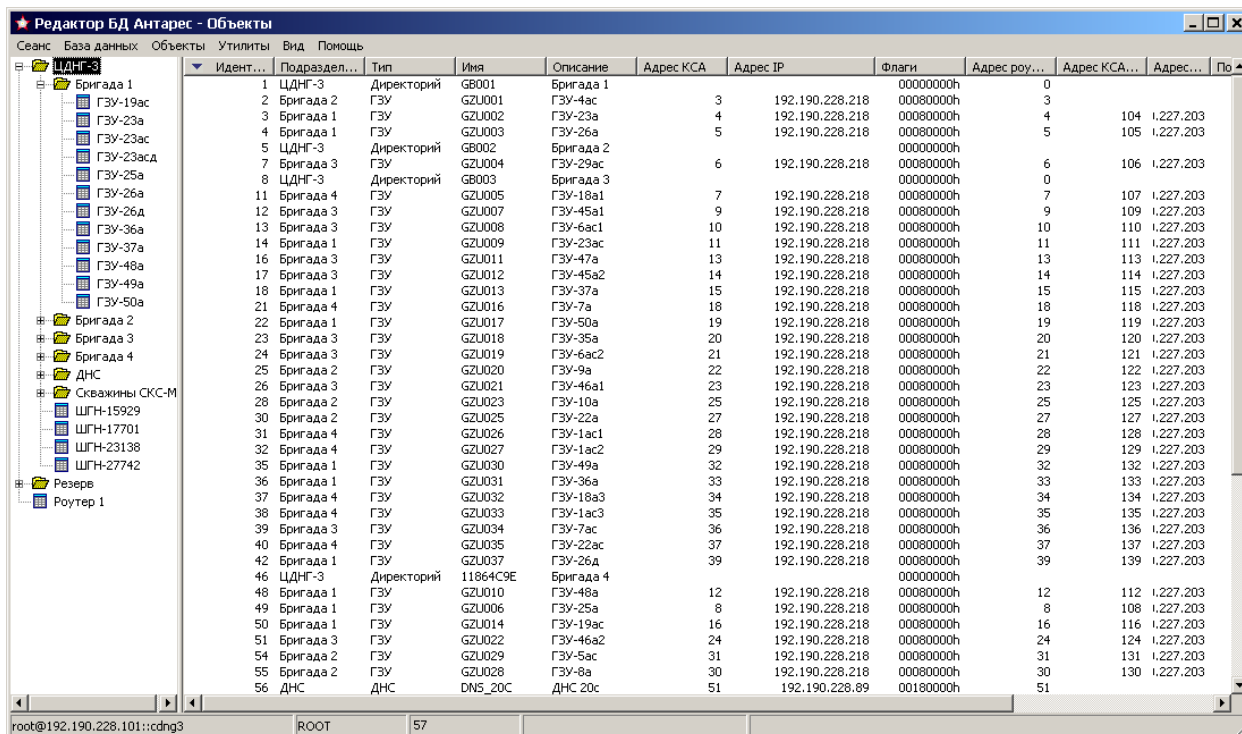 Редактор БД Антарес - Объекты
Сеанс База данных Объекты Утилиты Вид Помощь
ЦДНГ-3
Бригада 1
ГЗУ-19ас
ГЗУ-23а
ГЗУ-23ас
ГЗУ-23асд
ГЗУ-25а
ГЗУ-26а
ГЗУ-26д
ГЗУ-36а
ГЗУ-37а
ГЗУ-48а
ГЗУ-49а
ГЗУ-50а
Бригада 2
Бригада 3
Бригада 4
ДНС
Скважины СКС-М
ШГН-15929
ШГН-17701
ШГН-23138
ШГН-27742
Резерв
Роутер 1
Идент... Подраздел... Тип Имя Описание Адрес КСА Адрес IP Флаги Адрес роу... Адрес КСА... Адрес... По
1 ЦДНГ-3 Директорий GB001 Бригада 1 00000000h 0
2 Бригада 2 ГЗУ GZU001 ГЗУ-4ас 3 192.190.228.218 00080000h 3
3 Бригада 1 ГЗУ GZU002 ГЗУ-23а 4 192.190.228.218 00080000h 4 104 .227.203
4 Бригада 1 ГЗУ GZU003 ГЗУ-26а 5 192.190.228.218 00080000h 5 105 .227.203
5 ЦДНГ-3 Директорий GB002 Бригада 2 00000000h
7 Бригада 3 ГЗУ GZU004 ГЗУ-29ас 6 192.190.228.218 00080000h 6 106 .227.203
8 ЦДНГ-3 Директорий GB003 Бригада 3 00000000h 0
11 Бригада 4 ГЗУ GZU005 ГЗУ-18а1 7 192.190.228.218 00080000h 7 107 .227.203
12 Бригада 3 ГЗУ GZU007 ГЗУ-45а1 9 192.190.228.218 00080000h 9 109 .227.203
13 Бригада 3 ГЗУ GZU008 ГЗУ-6ас1 10 192.190.228.218 00080000h 10 110 .227.203
14 Бригада 1 ГЗУ GZU009 ГЗУ-23ас 11 192.190.228.218 00080000h 11 111 .227.203
16 Бригада 3 ГЗУ GZU011 ГЗУ-47а 13 192.190.228.218 00080000h 13 113 .227.203
17 Бригада 3 ГЗУ GZU012 ГЗУ-45а2 14 192.190.228.218 00080000h 14 114 .227.203
18 Бригада 1 ГЗУ GZU013 ГЗУ-37а 15 192.190.228.218 00080000h 15 115 .227.203
21 Бригада 4 ГЗУ GZU016 ГЗУ-7а 18 192.190.228.218 00080000h 18 118 .227.203
22 Бригада 1 ГЗУ GZU017 ГЗУ-50а 19 192.190.228.218 00080000h 19 119 .227.203
23 Бригада 3 ГЗУ GZU018 ГЗУ-35а 20 192.190.228.218 00080000h 20 120 .227.203
24 Бригада 3 ГЗУ GZU019 ГЗУ-6ас2 21 192.190.228.218 00080000h 21 121 .227.203
25 Бригада 2 ГЗУ GZU020 ГЗУ-9а 22 192.190.228.218 00080000h 22 122 .227.203
26 Бригада 3 ГЗУ GZU021 ГЗУ-46а1 23 192.190.228.218 00080000h 23 123 .227.203
28 Бригада 2 ГЗУ GZU023 ГЗУ-10а 25 192.190.228.218 00080000h 25 125 .227.203
30 Бригада 2 ГЗУ GZU025 ГЗУ-22а 27 192.190.228.218 00080000h 27 127 .227.203
31 Бригада 4 ГЗУ GZU026 ГЗУ-1ас1 28 192.190.228.218 00080000h 28 128 .227.203
32 Бригада 4 ГЗУ GZU027 ГЗУ-1ас2 29 192.190.228.218 00080000h 29 129 .227.203
35 Бригада 1 ГЗУ GZU030 ГЗУ-49а 32 192.190.228.218 00080000h 32 132 .227.203
36 Бригада 1 ГЗУ GZU031 ГЗУ-36а 33 192.190.228.218 00080000h 33 133 .227.203
37 Бригада 4 ГЗУ GZU032 ГЗУ-18а3 34 192.190.228.218 00080000h 34 134 .227.203
38 Бригада 4 ГЗУ GZU033 ГЗУ-1ас3 35 192.190.228.218 00080000h 35 135 .227.203
39 Бригада 3 ГЗУ GZU034 ГЗУ-7ас 36 192.190.228.218 00080000h 36 136 .227.203
40 Бригада 4 ГЗУ GZU035 ГЗУ-22ас 37 192.190.228.218 00080000h 37 137 .227.203
42 Бригада 1 ГЗУ GZU037 ГЗУ-26д 39 192.190.228.218 00080000h 39 139 .227.203
46 ЦДНГ-3 Директорий 11864C9E Бригада 4 00000000h
48 Бригада 1 ГЗУ GZU010 ГЗУ-48а 12 192.190.228.218 00080000h 12 112 .227.203
49 Бригада 1 ГЗУ GZU006 ГЗУ-25а 8 192.190.228.218 00080000h 8 108 .227.203
50 Бригада 1 ГЗУ GZU014 ГЗУ-19ас 16 192.190.228.218 00080000h 16 116 .227.203
51 Бригада 3 ГЗУ GZU022 ГЗУ-46а2 24 192.190.228.218 00080000h 24 124 .227.203
54 Бригада 2 ГЗУ GZU029 ГЗУ-5ас 31 192.190.228.218 00080000h 31 131 .227.203
55 Бригада 2 ГЗУ GZU028 ГЗУ-8а 30 192.190.228.218 00080000h 30 130 .227.203
56 ДНС ДНС DNS_20C ДНС 20с 51 192.190.228.89 00180000h 51
root@192.190.228.101::cdng3 ROOT 57